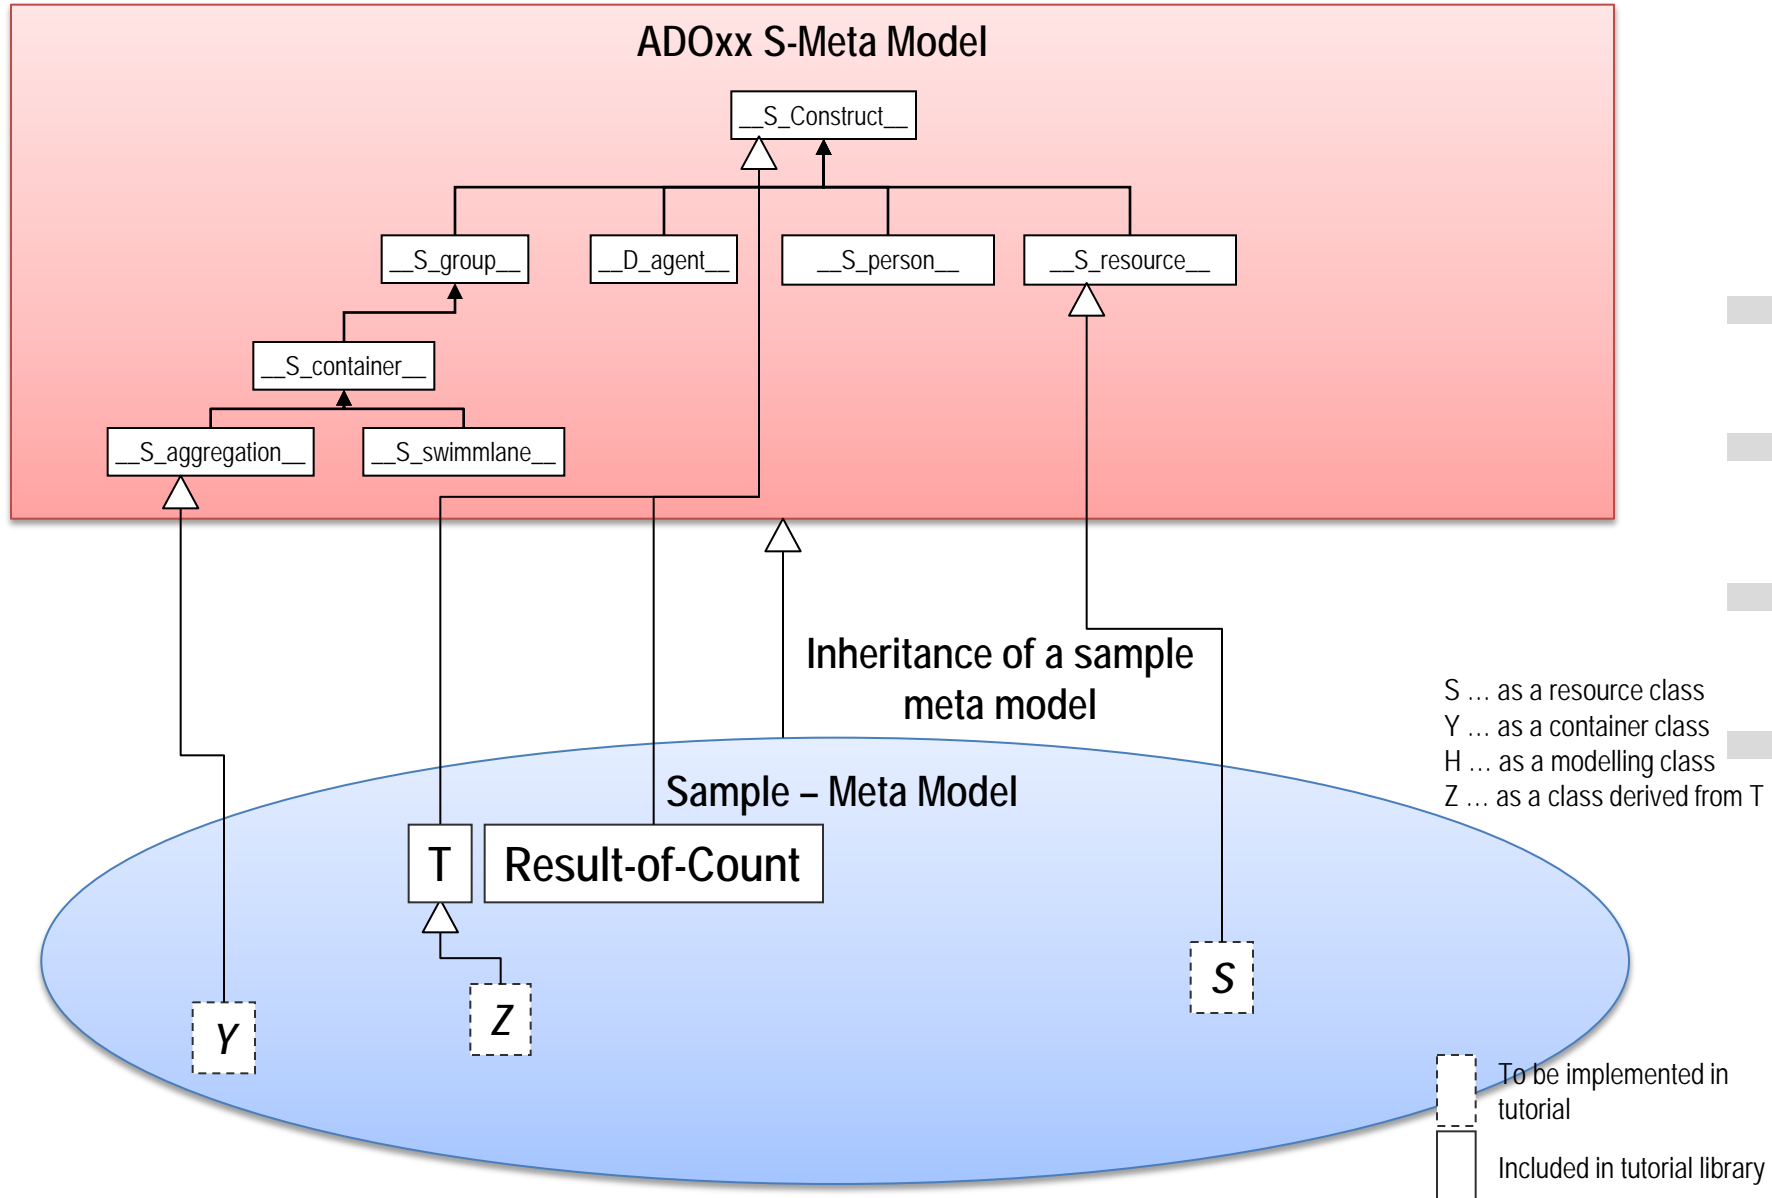 ADOxx S-Meta Model
__S_Construct__
__S_group__
__D_agent__
__S_person__
__S_resource__
__S_container__
__S_aggregation__
__S_swimmlane__
Inheritance of a sample
meta model
S … as a resource class
Y … as a container class
H … as a modelling class
Z … as a class derived from T
Sample – Meta Model
T
Result-of-Count
S
Z
Y
To be implemented in
tutorial
Included in tutorial library